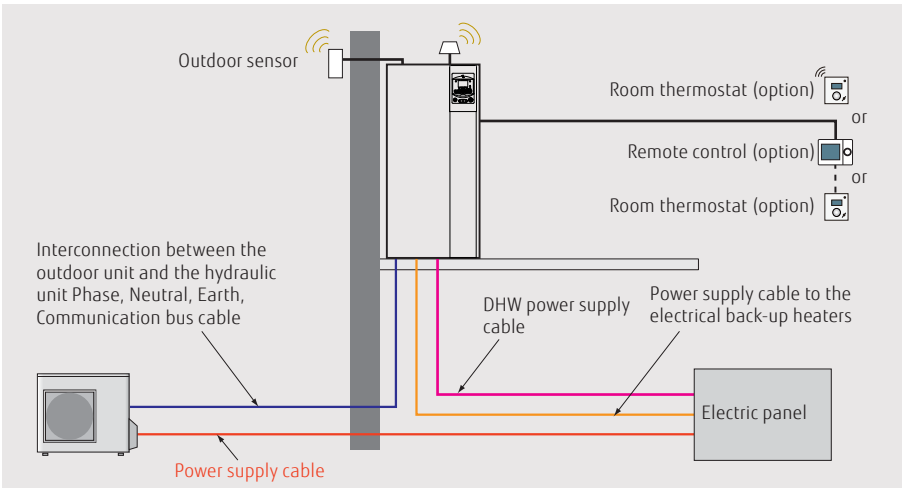 Outdoor sensor
Room thermostat (option)
or
Remote control (option)
or
Room thermostat (option)
Interconnection between the
outdoor unit and the hydraulic
unit Phase, Neutral, Earth,
Communication bus cable
DHW power supply
cable
Power supply cable to the
electrical back-up heaters
Electric panel
Power supply cable